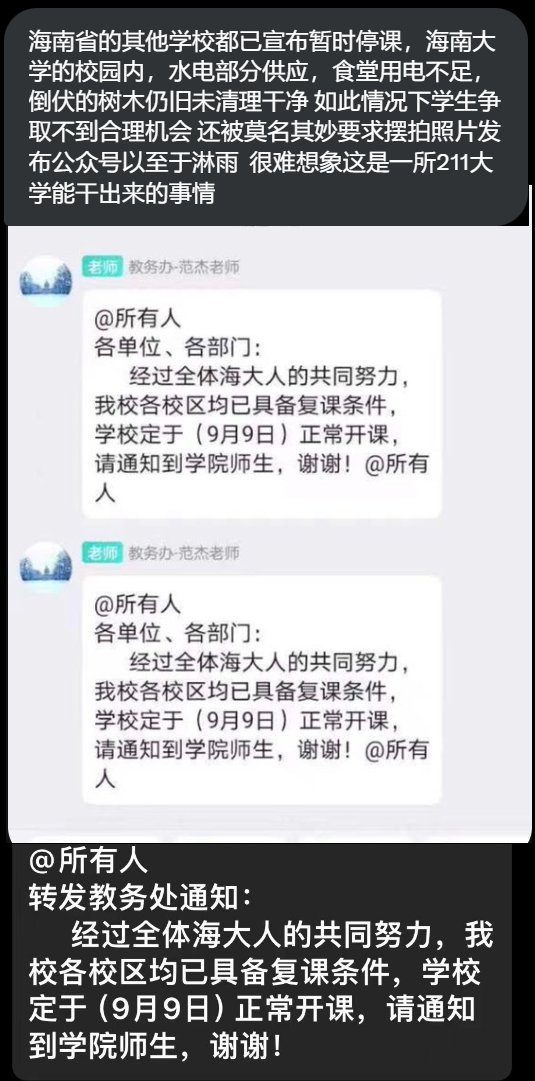 海南省的其他学校都已宣布暂时停课，海南大
学的校园内，水电部分供应，食堂用电不足，
倒伏的树木仍旧未清理干净 如此情况下学生争
取不到合理机会 还被莫名其妙要求摆拍照片发
布公众号以至于淋雨  很难想象这是一所211大
学能干出来的事情
老师 教务办-范杰老师
@所有人
各单位、各部门：
经过全体海大人的共同努力，
我校各校区均已具备复课条件，
学校定于（9月9日）正常开课，
请通知到学院师生，谢谢！@所有
人
老师 教务办-范杰老师
@所有人
各单位、各部门：
经过全体海大人的共同努力，
我校各校区均已具备复课条件，
学校定于（9月9日）正常开课，
请通知到学院师生，谢谢！@所有
人
@所有人
转发教务处通知：
经过全体海大人的共同努力，我
校各校区均已具备复课条件，学校
定于（9月9日）正常开课，请通知
到学院师生，谢谢！